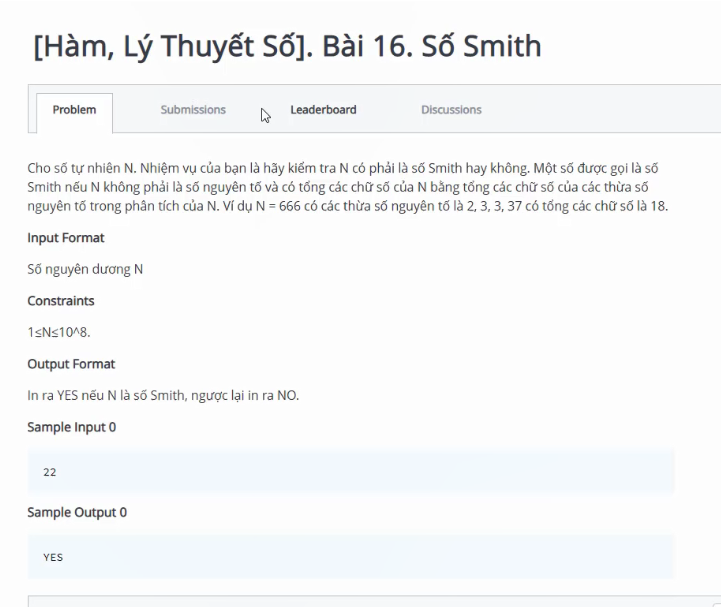 [Hàm, Lý Thuyết Số]. Bài 16. Số Smith
Problem Submissions Leaderboard Discussions
Cho số tự nhiên N. Nhiệm vụ của bạn là hãy kiểm tra N có phải là số Smith hay không. Một số được gọi là số
Smith nếu N không phải là số nguyên tố và có tổng các chữ số của N bằng tổng các chữ số của các thừa số
nguyên tố trong phân tích của N. Ví dụ N = 666 có các thừa số nguyên tố là 2, 3, 3, 37 có tổng các chữ số là 18.
Input Format
Số nguyên dương N
Constraints
1≤N≤10^8.
Output Format
In ra YES nếu N là số Smith, ngược lại in ra NO.
Sample Input 0
22
Sample Output 0
YES